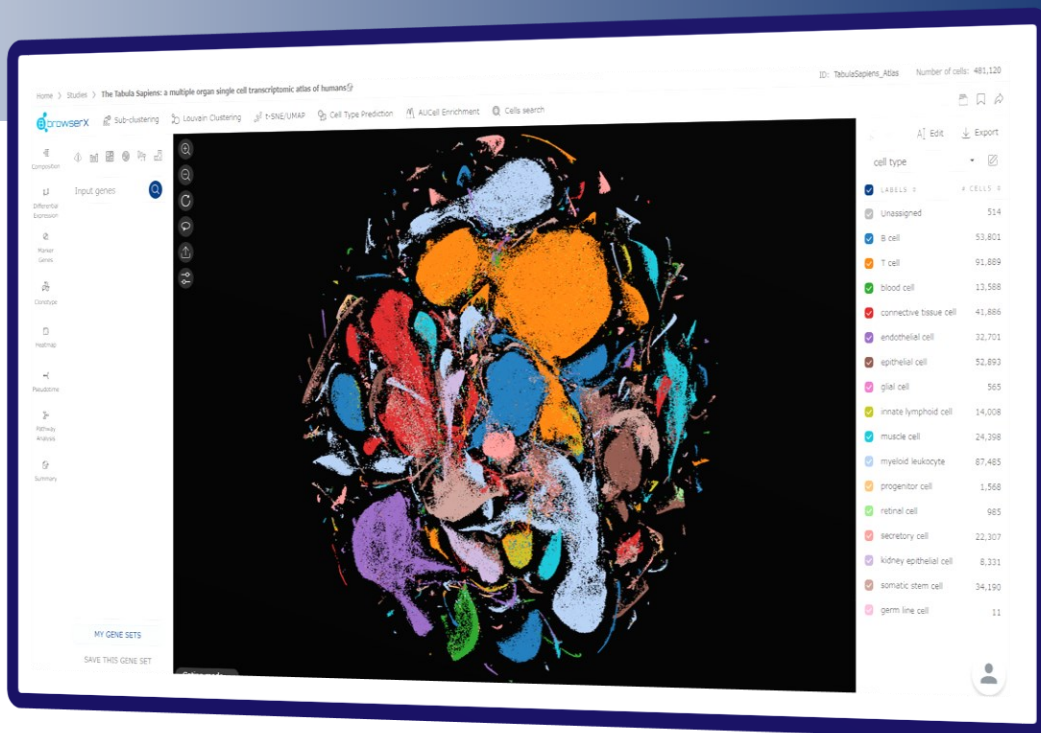 ID: TabulaSapiens_Atlas Number of cells: 481,120
Home > Studies > The Tabula Sapiens: a multiple organ single cell transcriptomic atlas of humans
BrowserX Sub-clustering Louvain Clustering t-SNE/UMAP Cell Type Prediction AUCell Enrichment Cells search
A] Edit Export
Composition
Input genes
Differential
Expression
Marker
Genes
Clonotype
Heatmap
Pseudotime
Pathway
Analysis
Summary
MY GENE SETS
SAVE THIS GENE SET
cell type
LABELS # CELLS
Unassigned 514
B cell 53,801
T cell 91,889
blood cell 13,588
connective tissue cell 41,886
endothelial cell 32,701
epithelial cell 52,893
glial cell 565
innate lymphoid cell 14,008
muscle cell 24,398
myeloid leukocyte 87,485
progenitor cell 1,568
retinal cell 985
secretory cell 22,307
kidney epithelial cell 8,331
somatic stem cell 34,190
germ line cell 11